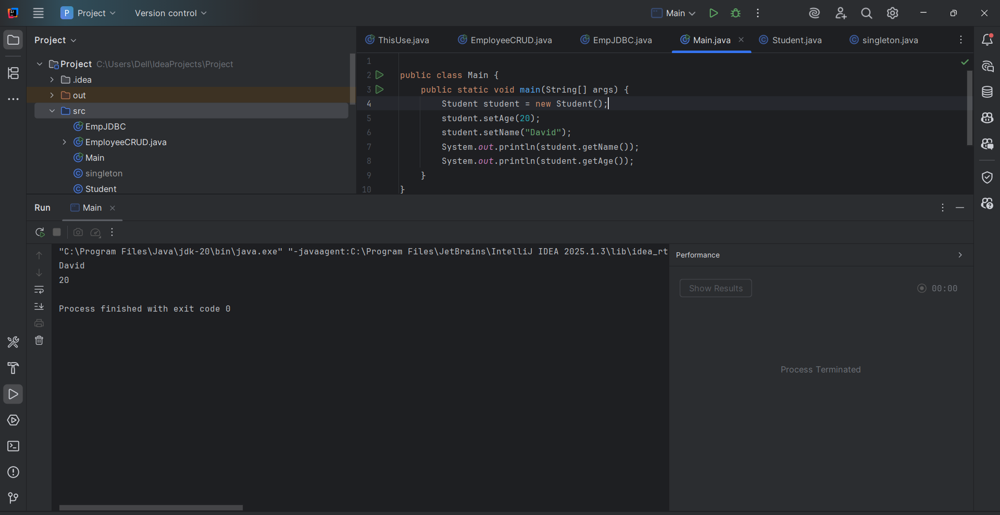 P Project Version control Main
Project
ThisUse.java EmployeeCRUD.java EmpJDBC.java Main.java Student.java singleton.java
Project C:\Users\Dell\IdeaProjects\Project
.idea
out
src
EmpJDBC
EmployeeCRUD.java
Main
singleton
Student
1
2 public class Main {
3 public static void main(String[] args) {
4 Student student = new Student();
5 student.setAge(20);
6 student.setName("David");
7 System.out.println(student.getName());
8 System.out.println(student.getAge());
9 }
10 }
Run Main
"C:\Program Files\Java\jdk-20\bin\java.exe" "-javaagent:C:\Program Files\JetBrains\IntelliJ IDEA 2025.1.3\lib\idea_rt
David
20
Process finished with exit code 0
Performance
Show Results 00:00
Process Terminated